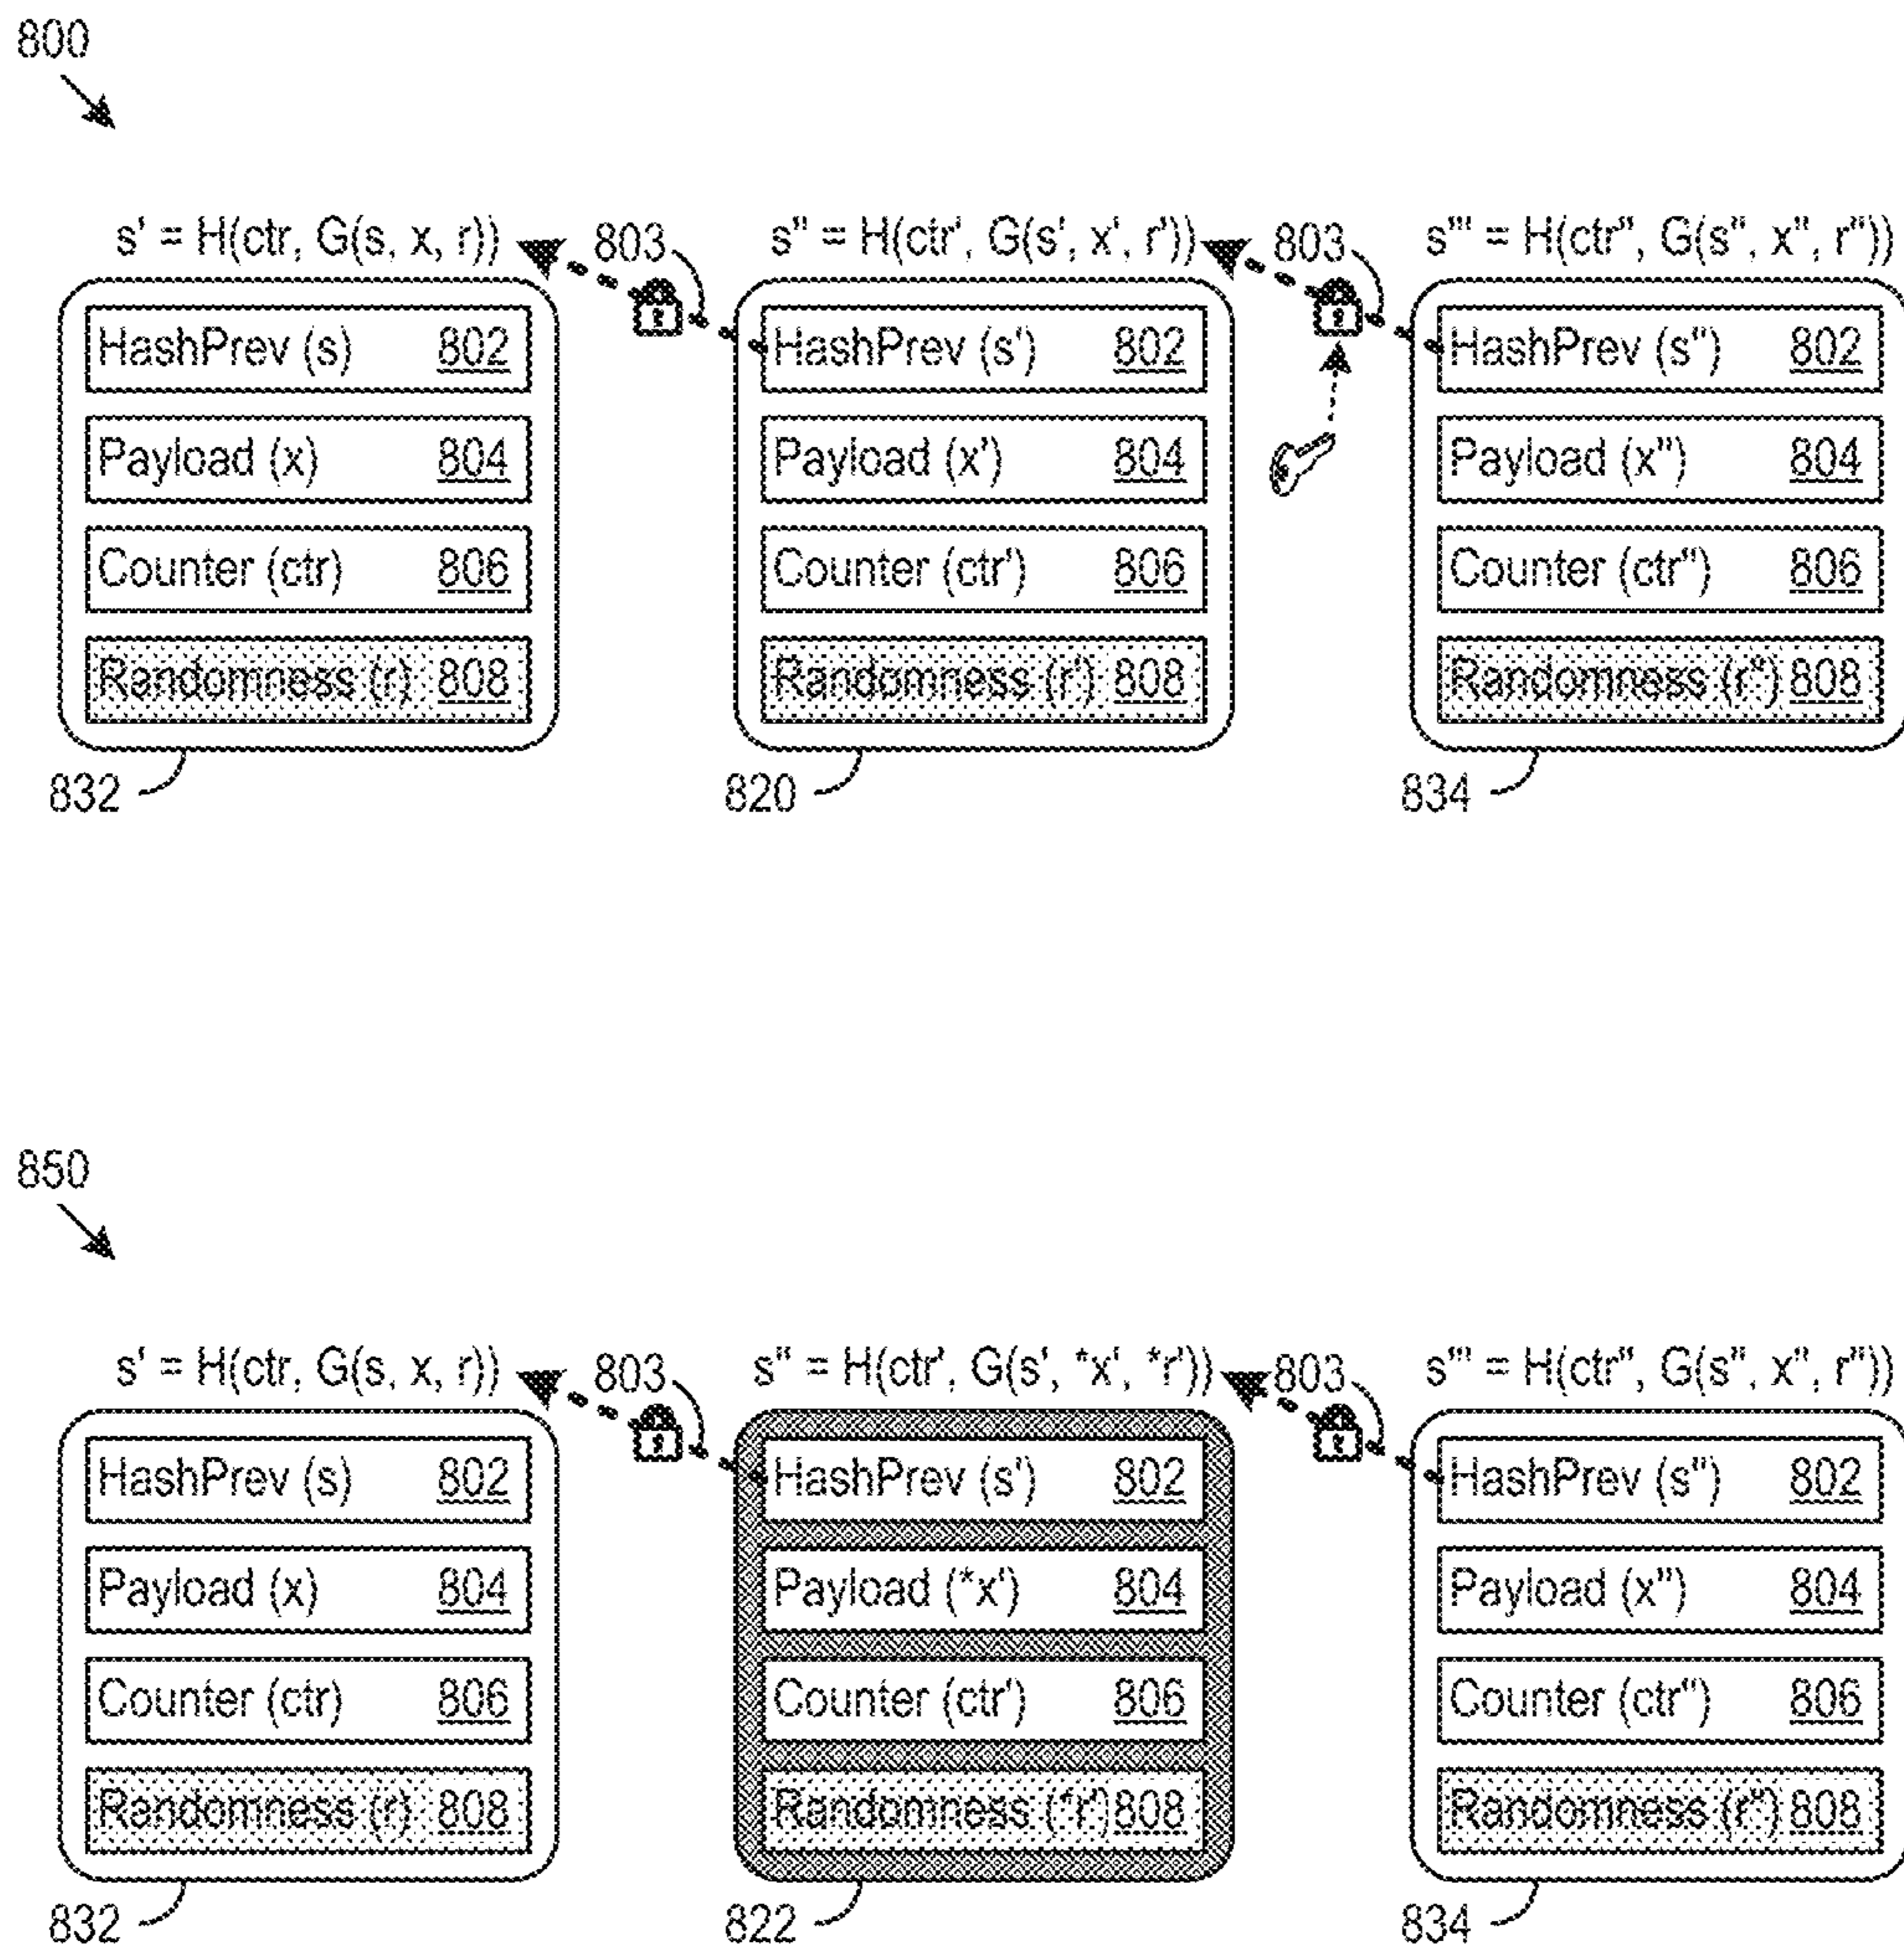 800
s' = H(ctr, G(s, x, r)) 803 s'' = H(ctr', G(s', x', r')) 803 s''' = H(ctr'', G(s'', x'', r''))
HashPrev (s) 802 HashPrev (s') 802 HashPrev (s'') 802
Payload (x) 804 Payload (x') 804 Payload (x'') 804
Counter (ctr) 806 Counter (ctr') 806 Counter (ctr'') 806
Randomness (r) 808 Randomness (r') 808 Randomness (r'') 808
832 820 834
850
s' = H(ctr, G(s, x, r)) 803 s'' = H(ctr', G(s', *x', *r')) 803 s''' = H(ctr'', G(s'', x'', r''))
HashPrev (s) 802 HashPrev (s') 802 HashPrev (s'') 802
Payload (x) 804 Payload (*x') 804 Payload (x'') 804
Counter (ctr) 806 Counter (ctr') 806 Counter (ctr'') 806
Randomness (r) 808 Randomness (*r') 808 Randomness (r'') 808
832 822 834